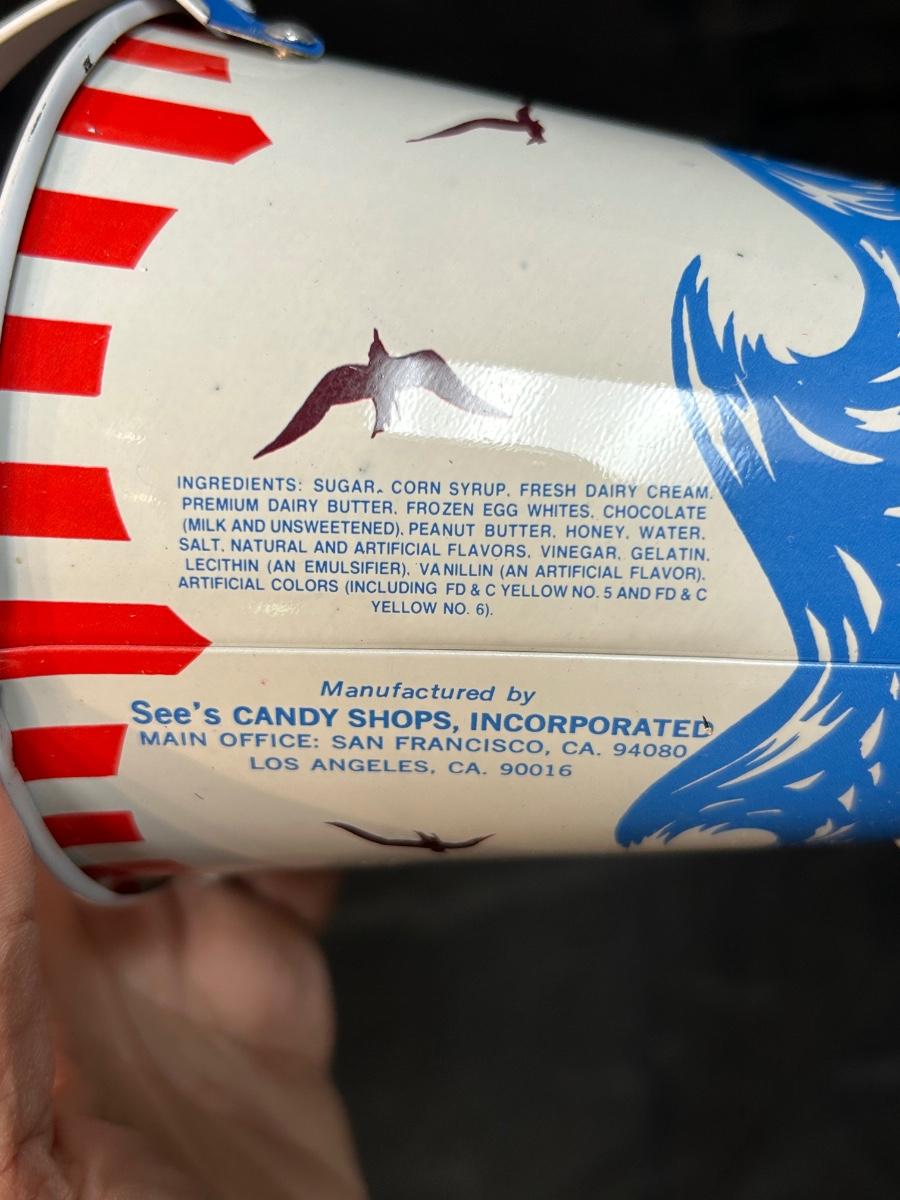 INGREDIENTS: SUGAR, CORN SYRUP, FRESH DAIRY CREAM,
PREMIUM DAIRY BUTTER, FROZEN EGG WHITES, CHOCOLATE
(MILK AND UNSWEETENED), PEANUT BUTTER, HONEY, WATER,
SALT, NATURAL AND ARTIFICIAL FLAVORS, VINEGAR, GELATIN,
LECITHIN (AN EMULSIFIER), VANILLIN (AN ARTIFICIAL FLAVOR),
ARTIFICIAL COLORS (INCLUDING FD & C YELLOW NO. 5 AND FD & C
YELLOW NO. 6).
Manufactured by
See's CANDY SHOPS, INCORPORATED
MAIN OFFICE: SAN FRANCISCO, CA. 94080
LOS ANGELES, CA. 90016